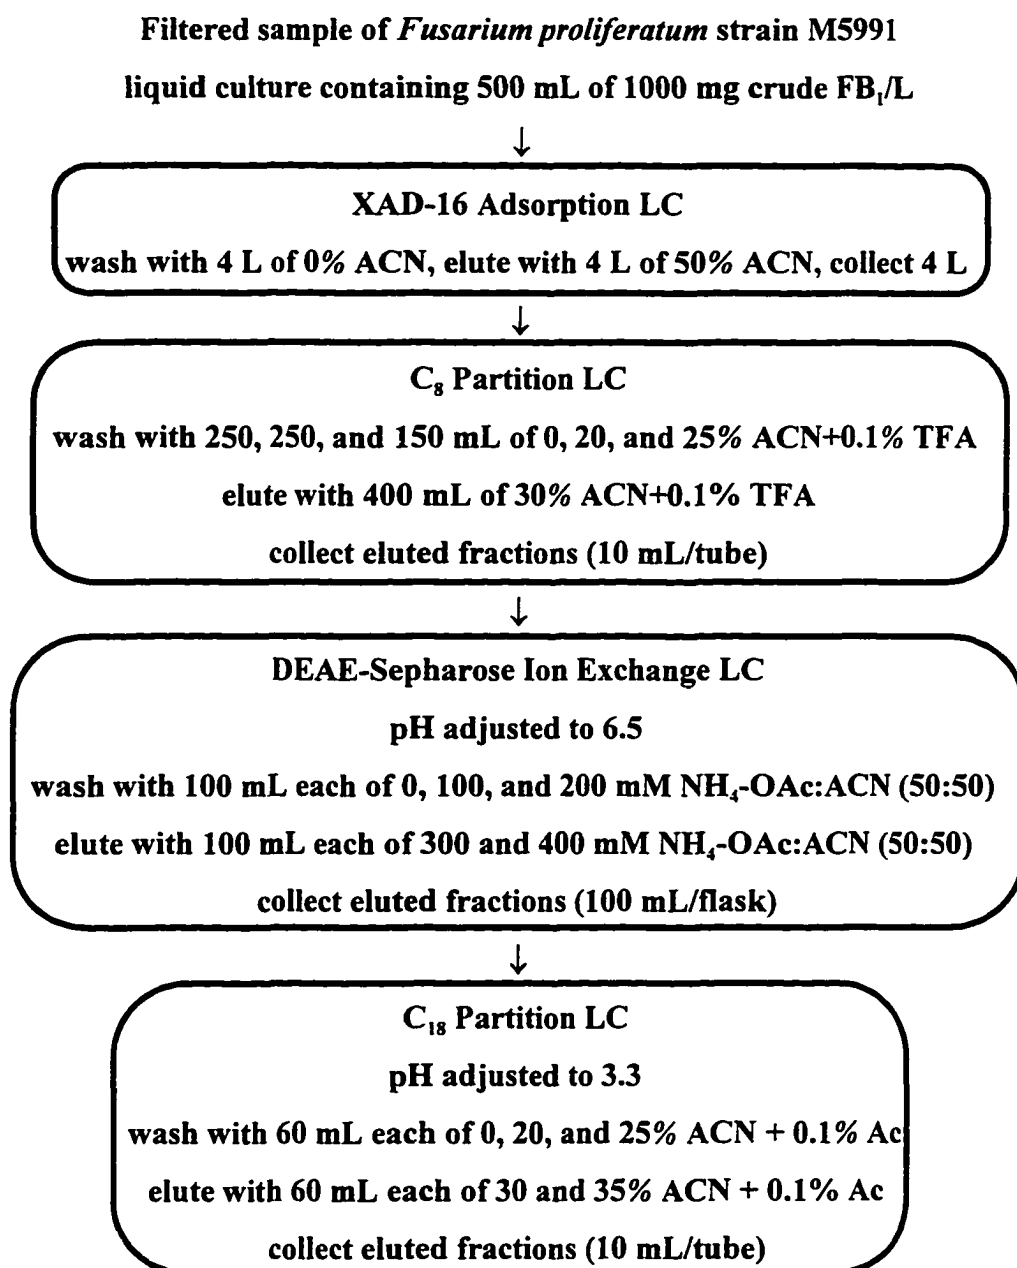 Filtered sample of Fusarium proliferatum strain M5991
liquid culture containing 500 mL of 1000 mg crude FB₁/L
↓
XAD-16 Adsorption LC
wash with 4 L of 0% ACN, elute with 4 L of 50% ACN, collect 4 L
↓
C₈ Partition LC
wash with 250, 250, and 150 mL of 0, 20, and 25% ACN+0.1% TFA
elute with 400 mL of 30% ACN+0.1% TFA
collect eluted fractions (10 mL/tube)
↓
DEAE-Sepharose Ion Exchange LC
pH adjusted to 6.5
wash with 100 mL each of 0, 100, and 200 mM NH₄-OAc:ACN (50:50)
elute with 100 mL each of 300 and 400 mM NH₄-OAc:ACN (50:50)
collect eluted fractions (100 mL/flask)
↓
C₁₈ Partition LC
pH adjusted to 3.3
wash with 60 mL each of 0, 20, and 25% ACN + 0.1% Ac
elute with 60 mL each of 30 and 35% ACN + 0.1% Ac
collect eluted fractions (10 mL/tube)